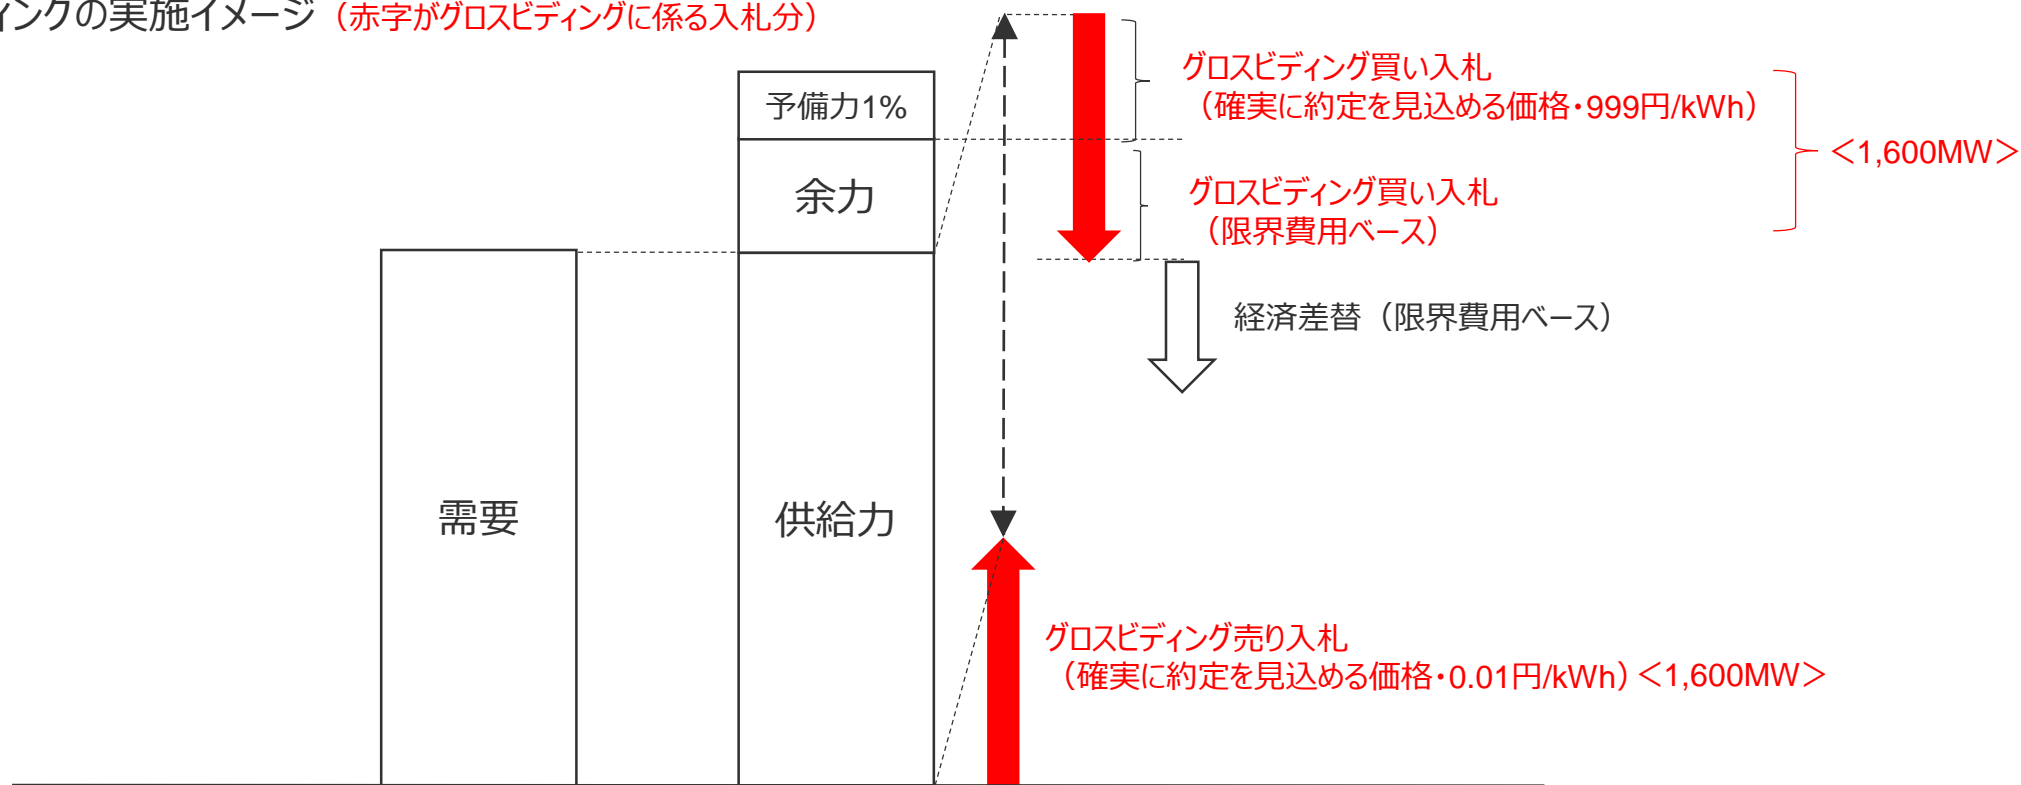 ィングの実施イメージ（赤字がグロスビディングに係る入札分）
予備力1%
余力
需要
供給力
グロスビディング買い入札
（確実に約定を見込める価格・999円/kWh）
＜1,600MW＞
グロスビディング買い入札
（限界費用ベース）
経済差替（限界費用ベース）
グロスビディング売り入札
（確実に約定を見込める価格・0.01円/kWh）＜1,600MW＞